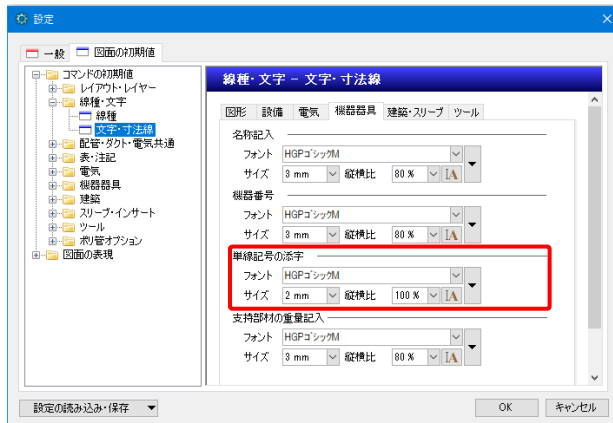 設定
一般 図面の初期値
コマンドの初期値
レイアウト・レイヤー
線種・文字
線種
文字・寸法線
配管・ダクト・電気共通
表・注記
電気
機器器具
建築
スリーブ・インサート
ツール
ポリ管オプション
図面の表現
線種・文字 - 文字・寸法線
図形 設備 電気 機器器具 建築・スリーブ ツール
名称記入
フォント HGPゴシックM
サイズ 3 mm 縦横比 80 % IA
機器番号
フォント HGPゴシックM
サイズ 3 mm 縦横比 80 % IA
単線記号の添字
フォント HGPゴシックM
サイズ 2 mm 縦横比 100 % IA
支持部材の重量記入
フォント HGPゴシックM
サイズ 3 mm 縦横比 80 % IA
設定の読み込み・保存 OK キャンセル